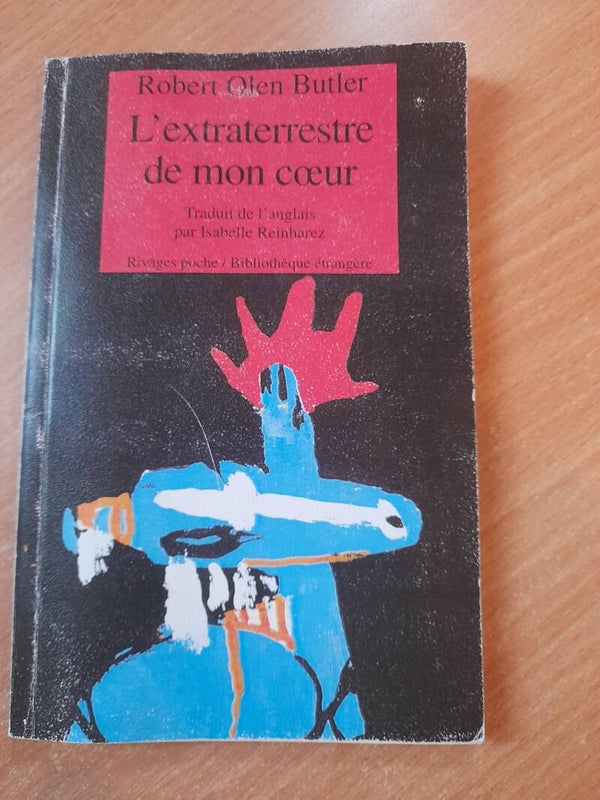 Robert Olen Butler
L'extraterrestre
de mon cœur
Traduit de l'anglais
par Isabelle Reinharez
Rivages poche / Bibliothèque étrangère